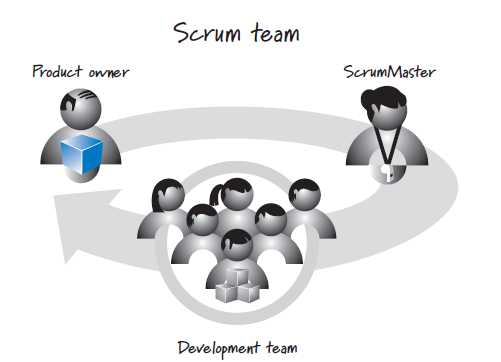 Scrum team
Product owner
ScrumMaster
Development team